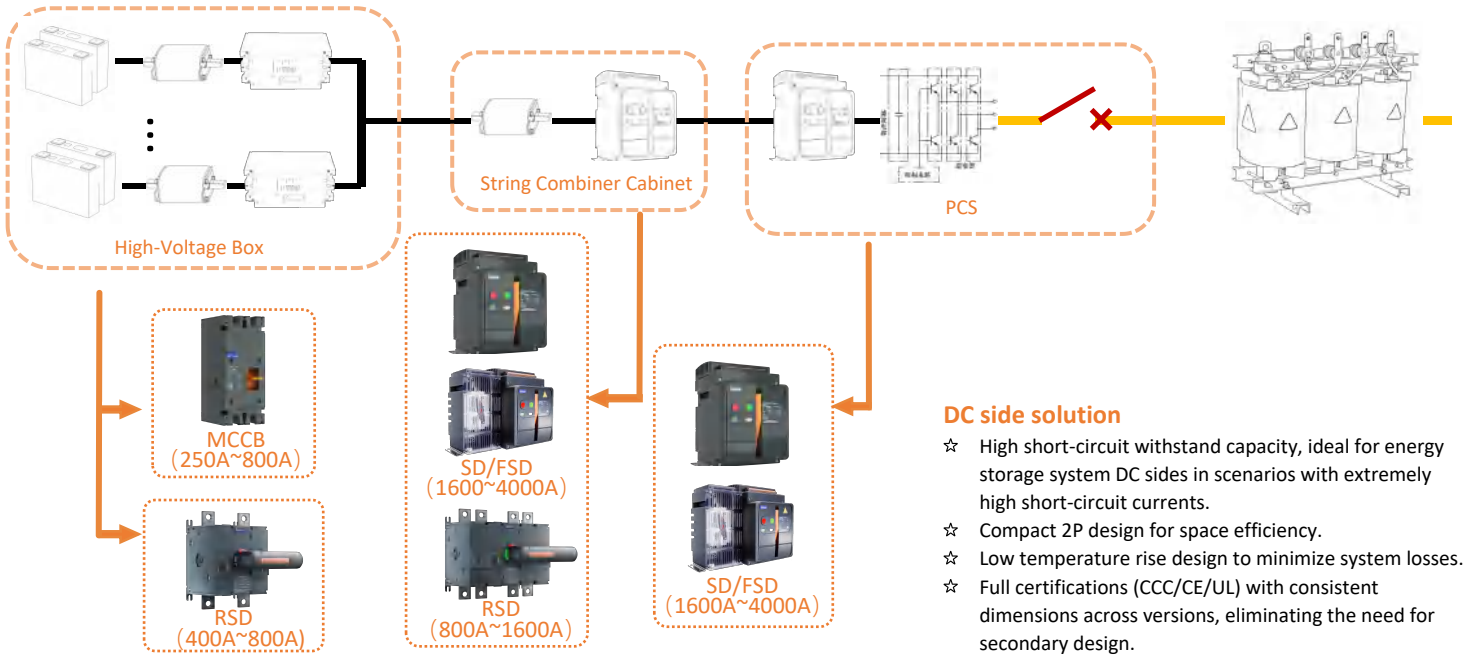 String Combiner Cabinet
PCS
High-Voltage Box
MCCB
(250A~800A)
RSD
(400A~800A)
SD/FSD
(1600~4000A)
RSD
(800A~1600A)
SD/FSD
(1600A~4000A)
DC side solution
☆ High short-circuit withstand capacity, ideal for energy
storage system DC sides in scenarios with extremely
high short-circuit currents.
☆ Compact 2P design for space efficiency.
☆ Low temperature rise design to minimize system losses.
☆ Full certifications (CCC/CE/UL) with consistent
dimensions across versions, eliminating the need for
secondary design.